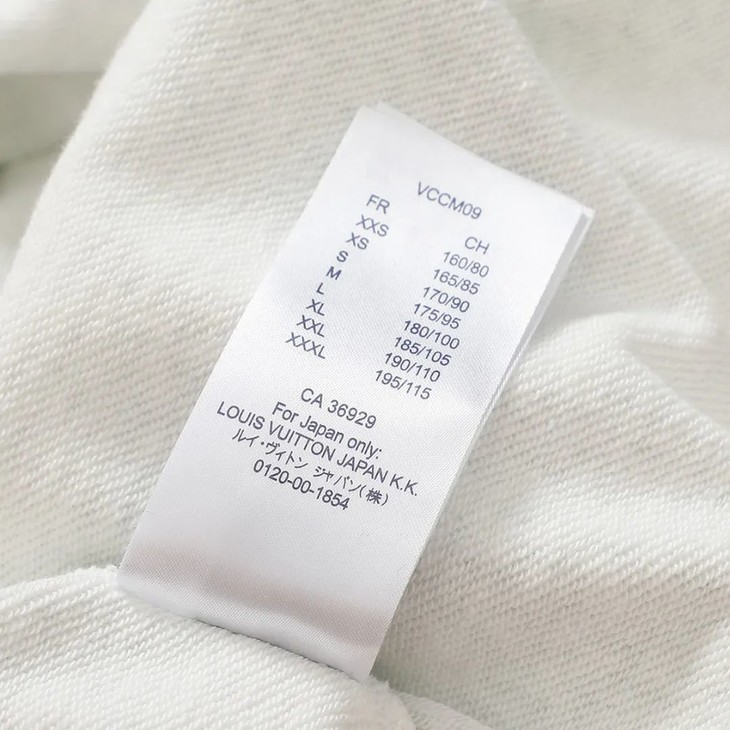 VCCM09
FR CH
XXS 160/80
XS 165/85
S 170/90
M 175/95
L 180/100
XL 185/105
XXL 190/110
XXXL 195/115
CA 36929
For Japan only:
LOUIS VUITTON JAPAN K.K.
ルイ・ヴィトン ジャパン(株)
0120-00-1854